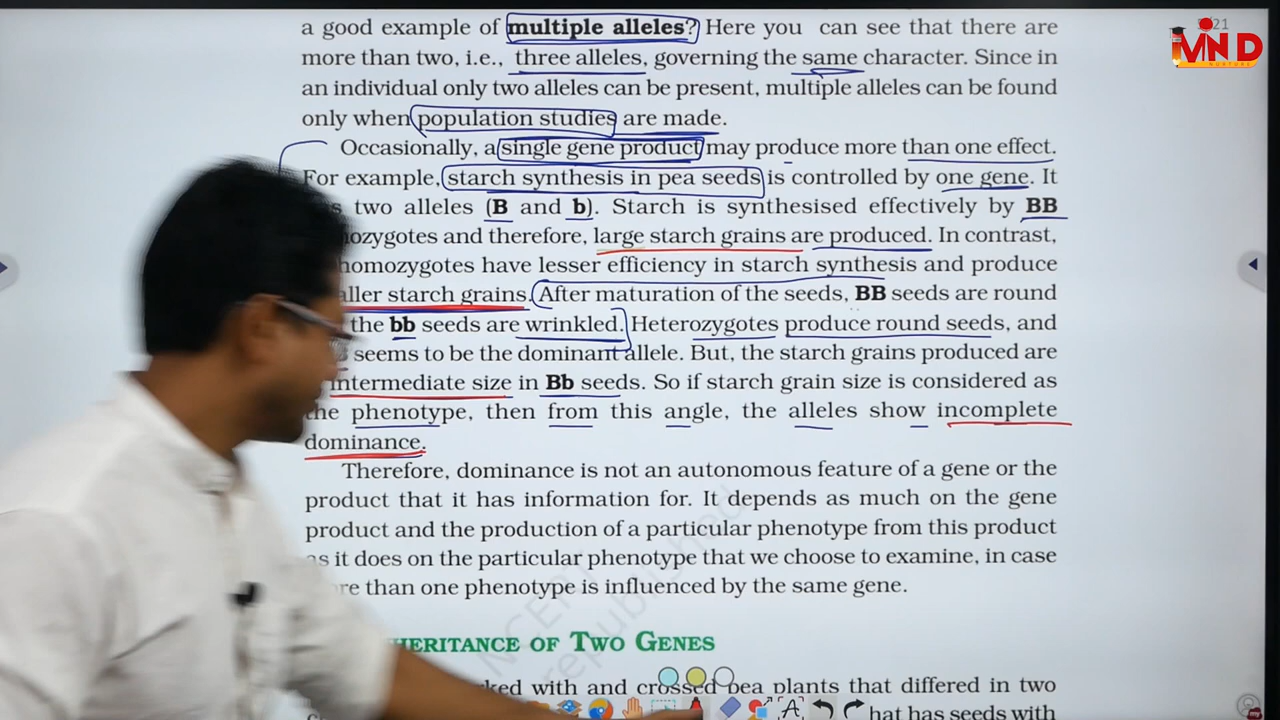 a good example of multiple alleles? Here you can see that there are
more than two, i.e., three alleles, governing the same character. Since in
an individual only two alleles can be present, multiple alleles can be found
only when population studies are made.
Occasionally, a single gene product may produce more than one effect.
For example, starch synthesis in pea seeds is controlled by one gene. It
two alleles (B and b). Starch is synthesised effectively by BB
ozygotes and therefore, large starch grains are produced. In contrast,
homozygotes have lesser efficiency in starch synthesis and produce
aller starch grains. After maturation of the seeds, BB seeds are round
the bb seeds are wrinkled. Heterozygotes produce round seeds, and
seems to be the dominant allele. But, the starch grains produced are
intermediate size in Bb seeds. So if starch grain size is considered as
the phenotype, then from this angle, the alleles show incomplete
dominance.
Therefore, dominance is not an autonomous feature of a gene or the
product that it has information for. It depends as much on the gene
product and the production of a particular phenotype from this product
as it does on the particular phenotype that we choose to examine, in case
re than one phenotype is influenced by the same gene.
HERITANCE OF TWO GENES
ked with and crossed pea plants that differed in two
hat has seeds with
MIND